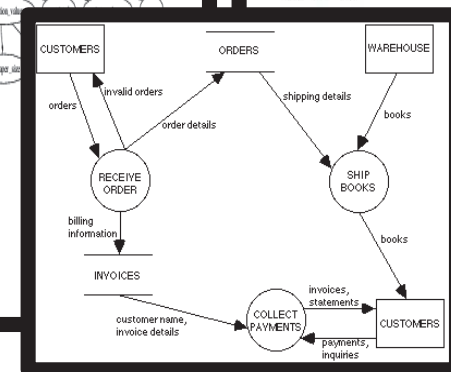 CUSTOMERS
ORDERS
WAREHOUSE
orders
invalid orders
order details
shipping details
books
RECEIVE
ORDER
SHIP
BOOKS
billing
information
books
INVOICES
customer name,
invoice details
COLLECT
PAYMENTS
invoices,
statements
payments,
inquiries
CUSTOMERS